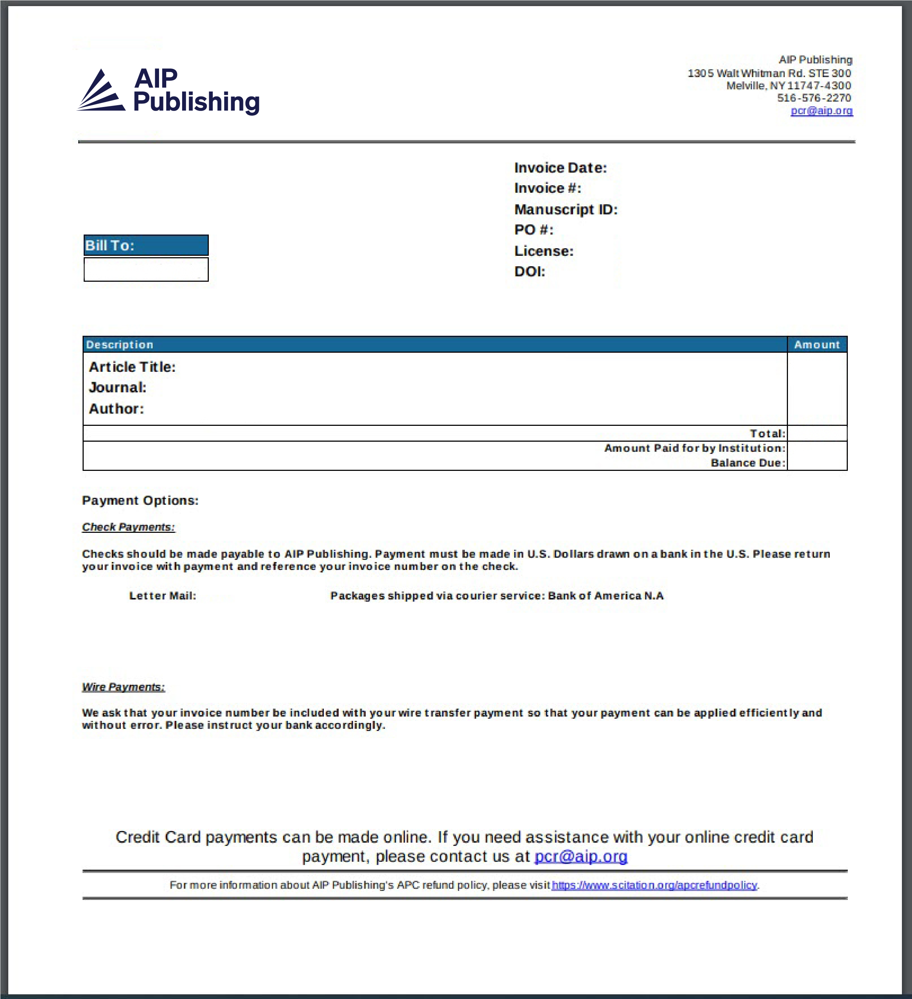 AIP
Publishing
AIP Publishing
1305 Walt Whitman Rd. STE 300
Melville, NY 11747-4300
516-576-2270
pcr@aip.org
Invoice Date:
Invoice #:
Manuscript ID:
PO #:
License:
DOI:
Bill To:
Description Amount
Article Title:
Journal:
Author:
Total:
Amount Paid for by Institution:
Balance Due:
Payment Options:
Check Payments:
Checks should be made payable to AIP Publishing. Payment must be made in U.S. Dollars drawn on a bank in the U.S. Please return
your invoice with payment and reference your invoice number on the check.
Letter Mail: Packages shipped via courier service: Bank of America N.A
Wire Payments:
We ask that your invoice number be included with your wire transfer payment so that your payment can be applied efficiently and
without error. Please instruct your bank accordingly.
Credit Card payments can be made online. If you need assistance with your online credit card
payment, please contact us at pcr@aip.org
For more information about AIP Publishing's APC refund policy, please visit https://www.scitation.org/apcrefundpolicy.